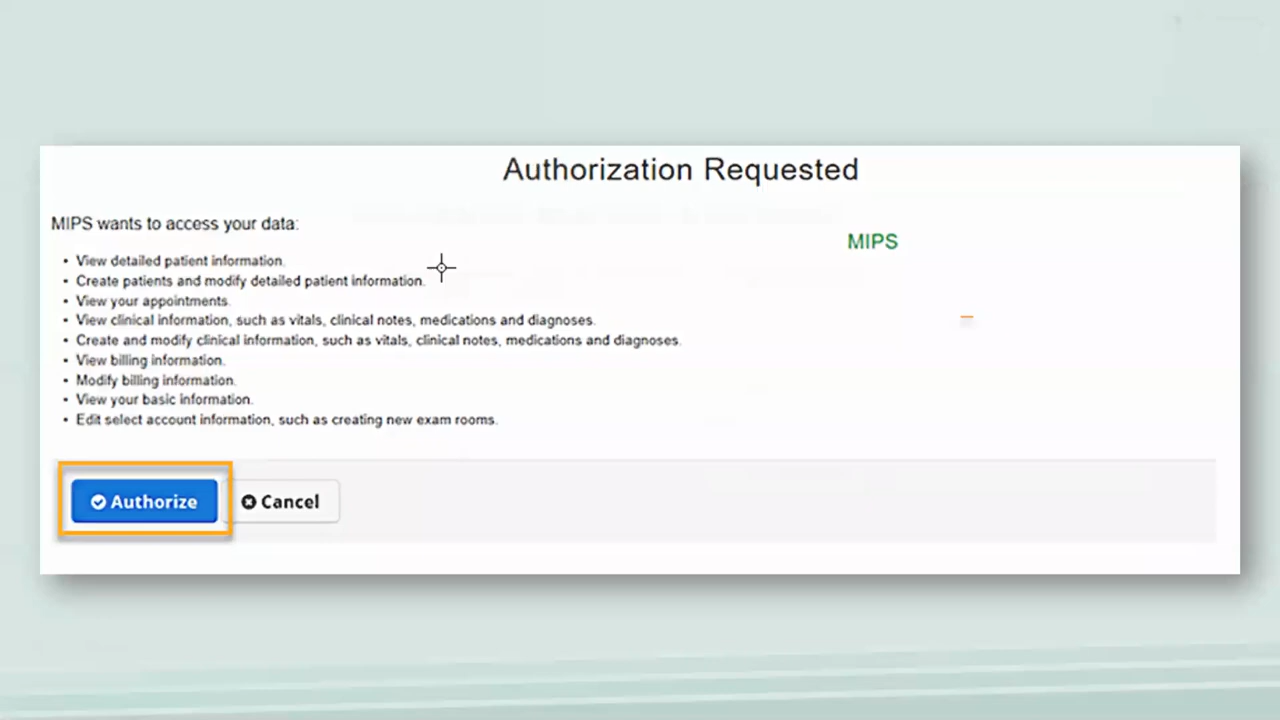 Authorization Requested
MIPS wants to access your data:
MIPS
• View detailed patient information.
• Create patients and modify detailed patient information.
• View your appointments.
• View clinical information, such as vitals, clinical notes, medications and diagnoses.
• Create and modify clinical information, such as vitals, clinical notes, medications and diagnoses.
• View billing information.
• Modify billing information.
• View your basic information.
• Edit select account information, such as creating new exam rooms.
Authorize Cancel